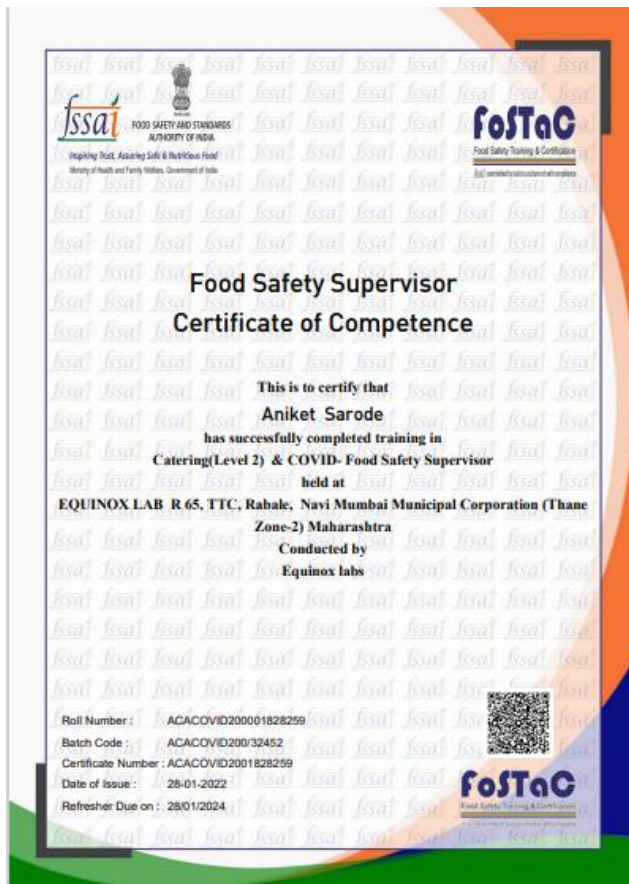 fssai
FOOD SAFETY AND STANDARDS
AUTHORITY OF INDIA
Inspiring Trust, Assuring Safe & Nutritious Food
Ministry of Health and Family Welfare, Government of India
FoSTaC
Food Safety Training & Certification
Food Safety Supervisor
Certificate of Competence
This is to certify that
Aniket Sarode
has successfully completed training in
Catering(Level 2) & COVID- Food Safety Supervisor
held at
EQUINOX LAB R 65, TTC, Rabale, Navi Mumbai Municipal Corporation (Thane
Zone-2) Maharashtra
Conducted by
Equinox labs
Roll Number : ACACOVID200001828259
Batch Code : ACACOVID200/32452
Certificate Number : ACACOVID2001828259
Date of Issue : 28-01-2022
Refresher Due on : 28/01/2024
FoSTaC
Food Safety Training & Certification